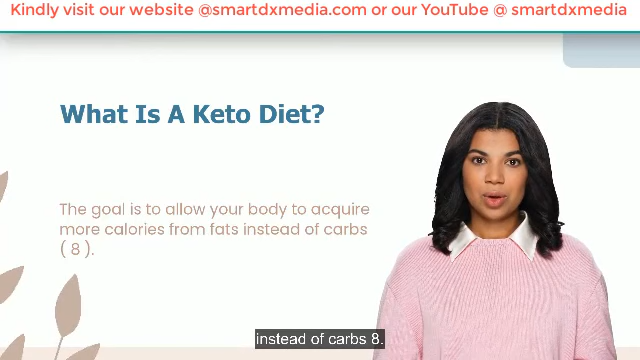 Kindly visit our website @smartdxmedia.com or our YouTube @ smartdxmedia
What Is A Keto Diet?
The goal is to allow your body to acquire
more calories from fats instead of carbs
( 8 ).
instead of carbs 8.